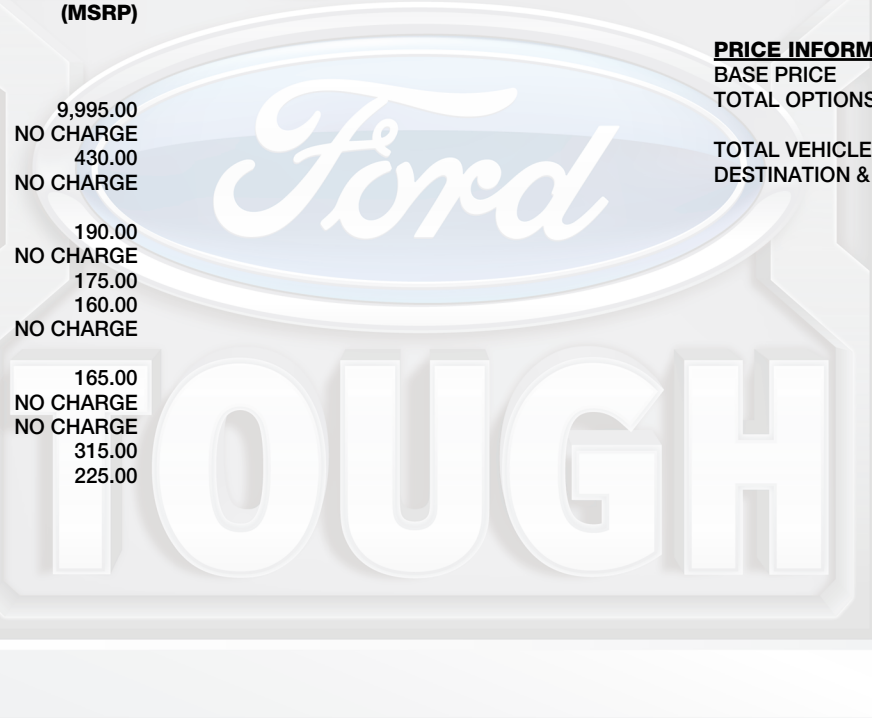 (MSRP)
9,995.00
NO CHARGE
430.00
NO CHARGE
190.00
NO CHARGE
175.00
160.00
NO CHARGE
165.00
NO CHARGE
NO CHARGE
315.00
225.00
PRICE INFORM
BASE PRICE
TOTAL OPTIONS
TOTAL VEHICLE
DESTINATION &
Ford
TOUGH